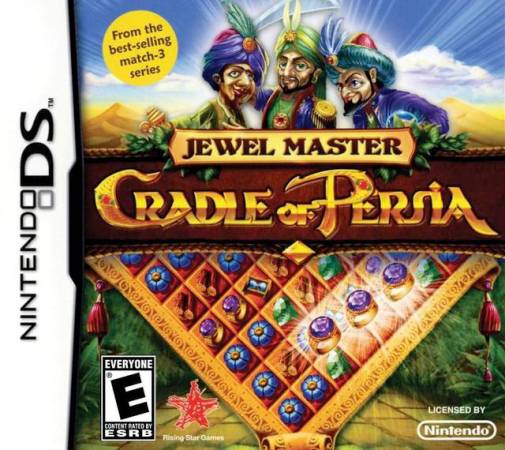 NINTENDO DS™
From the
best-selling
match-3
series
JEWEL MASTER
CRADLE OF PERSIA
EVERYONE
E
®
CONTENT RATED BY
ESRB
Rising Star Games
LICENSED BY
Nintendo